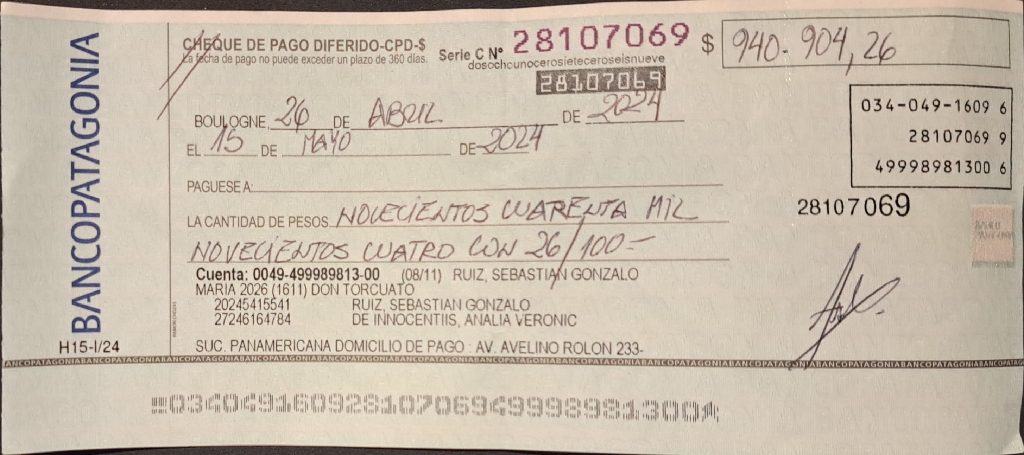 BANCOPATAGONIA
H15-I/24
CHEQUE DE PAGO DIFERIDO-CPD-$
La fecha de pago no puede exceder un plazo de 360 días.
Serie C Nº 28107069
dosochounocerosieteceroseisnueve
28107069
$ 940.904,26
BOULOGNE, 26 DE ABRIL DE 2024
EL 15 DE MAYO DE 2024
034-049-1609 6
28107069 9
49998981300 6
PAGUESE A:
28107069
LA CANTIDAD DE PESOS NOVECIENTOS CUARENTA MIL
NOVECIENTOS CUATRO CON 26/100-
Cuenta: 0049-499989813-00 (08/11) RUIZ, SEBASTIAN GONZALO
MARIA 2026 (1611) DON TORCUATO
20245415541 RUIZ, SEBASTIAN GONZALO
27246164784 DE INNOCENTIIS, ANALIA VERONIC
SUC. PANAMERICANA DOMICILIO DE PAGO : AV. AVELINO ROLON 233-
BANCOPATAGONIABANCOPATAGONIABANCOPATAGONIABANCOPATAGONIABANCOPATAGONIABANCOPATAGONIA
034049160928107069499989813004